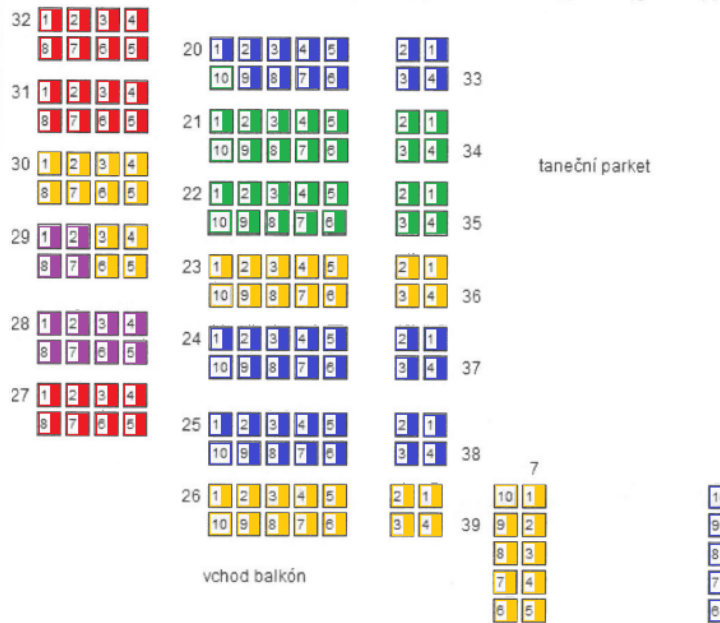 32 1 2 3 4
8 7 6 5
20 1 2 3 4 5 2 1
10 9 8 7 6 3 4 33
31 1 2 3 4
8 7 6 5
21 1 2 3 4 5 2 1
10 9 8 7 6 3 4 34
30 1 2 3 4
8 7 6 5
taneční parket
22 1 2 3 4 5 2 1
10 9 8 7 6 3 4 35
29 1 2 3 4
8 7 6 5
23 1 2 3 4 5 2 1
10 9 8 7 6 3 4 36
28 1 2 3 4
8 7 6 5
24 1 2 3 4 5 2 1
10 9 8 7 6 3 4 37
27 1 2 3 4
8 7 6 5
25 1 2 3 4 5 2 1
10 9 8 7 6 3 4 38
7
26 1 2 3 4 5 2 1 10 1
10 9 8 7 6 3 4 39 9 2 9
8 3 8
vchod balkón
7 4 7
6 5 6